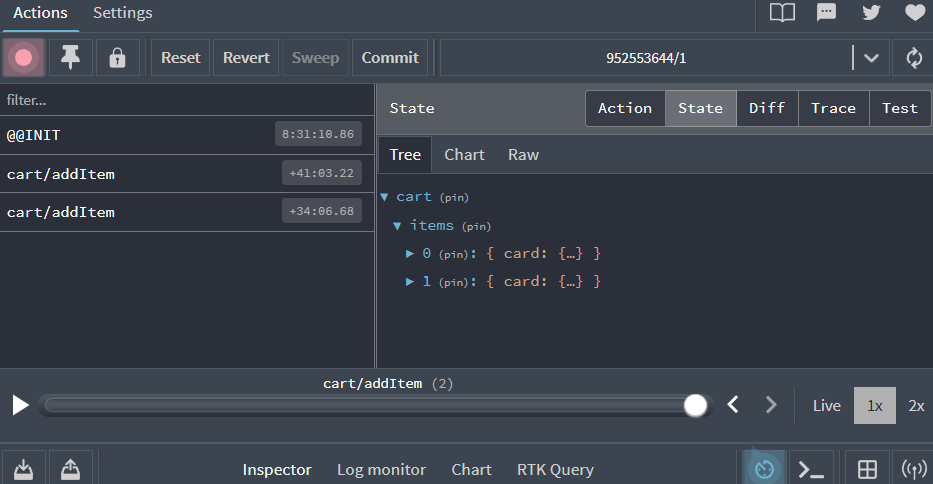 Actions Settings
Reset Revert Sweep Commit 952553644/1
filter...
State Action State Diff Trace Test
@@INIT 8:31:10.86
Tree Chart Raw
cart/addItem +41:03.22
cart (pin)
cart/addItem +34:06.68
items (pin)
0 (pin): { card: {…} }
1 (pin): { card: {…} }
cart/addItem (2)
Live 1x 2x
Inspector Log monitor Chart RTK Query